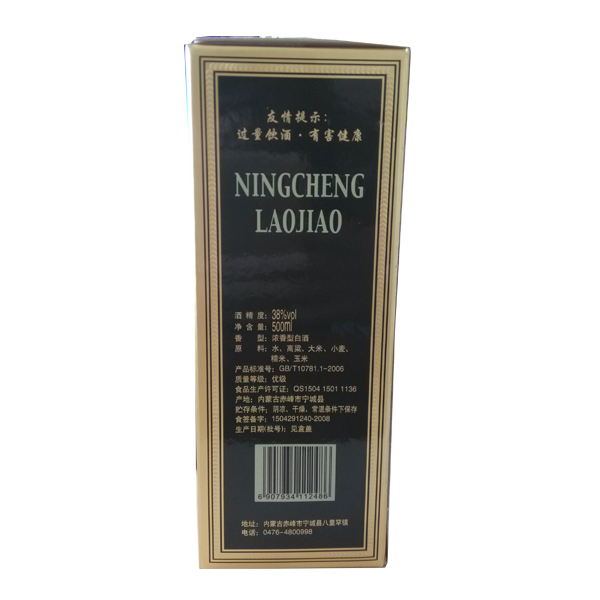 友情提示：
过量饮酒·有害健康
NINGCHENG
LAOJIAO
酒精度：38%vol
净含量：500ml
香型：浓香型白酒
原料：水、高粱、大米、小麦、
糯米、玉米
产品标准号：GB/T10781.1-2006
质量等级：优级
食品生产许可证：QS1504 1501 1136
产地：内蒙古赤峰市宁城县
贮存条件：阴凉、干燥、常温条件下保存
食签备字：1504291240-2008
生产日期(批号)：见盒盖
6 907934 112486
地址：内蒙古赤峰市宁城县八里罕镇
电话：0476-4800998